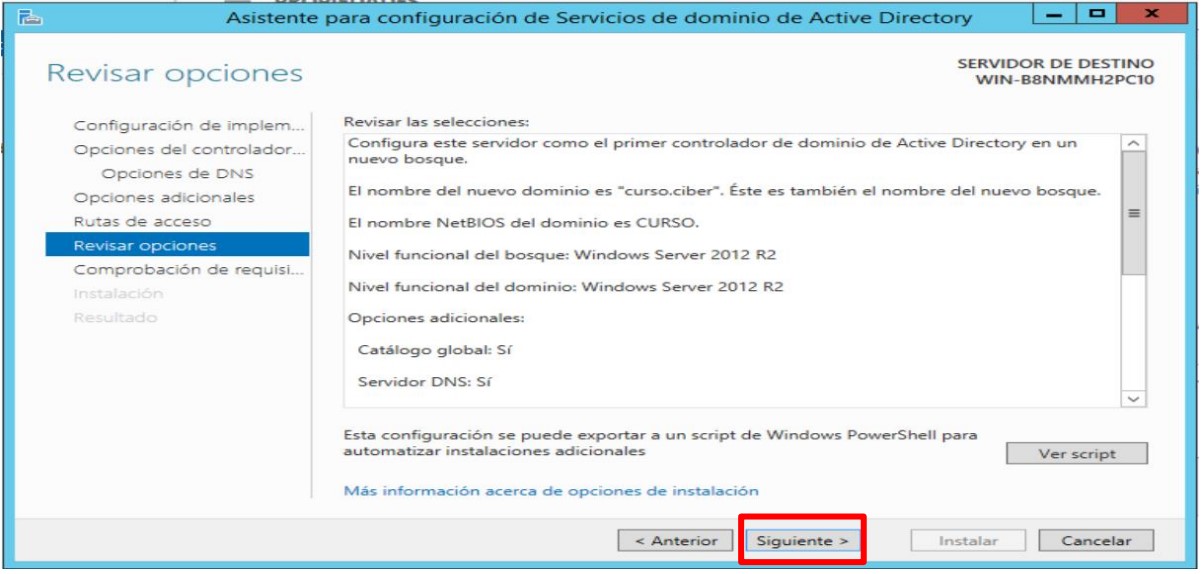 Asistente para configuración de Servicios de dominio de Active Directory
Revisar opciones
SERVIDOR DE DESTINO
WIN-B8NMMH2PC10
Configuración de implem...
Opciones del controlador...
Opciones de DNS
Opciones adicionales
Rutas de acceso
Revisar opciones
Comprobación de requisi...
Instalación
Resultado
Revisar las selecciones:
Configura este servidor como el primer controlador de dominio de Active Directory en un
nuevo bosque.
El nombre del nuevo dominio es "curso.ciber". Éste es también el nombre del nuevo bosque.
El nombre NetBIOS del dominio es CURSO.
Nivel funcional del bosque: Windows Server 2012 R2
Nivel funcional del dominio: Windows Server 2012 R2
Opciones adicionales:
Catálogo global: Sí
Servidor DNS: Sí
Esta configuración se puede exportar a un script de Windows PowerShell para
automatizar instalaciones adicionales
Ver script
Más información acerca de opciones de instalación
< Anterior
Siguiente >
Instalar
Cancelar